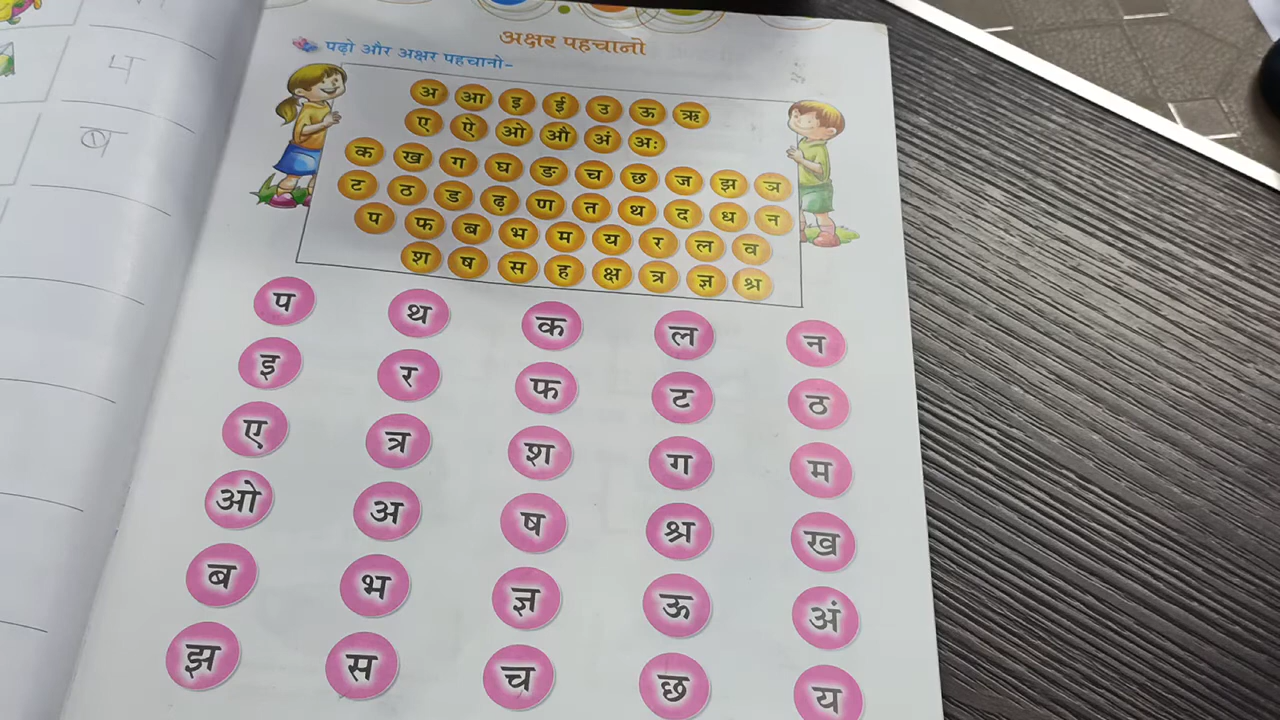 प
ब
अक्षर पहचानो
पढ़ो और अक्षर पहचानो-
अ आ इ ई उ ऊ ऋ
ए ऐ ओ औ अं अः
क ख ग घ ङ च छ ज झ ञ
ट ठ ड ढ़ ण त थ द ध न
प फ ब भ म य र ल व
श ष स ह क्ष त्र ज्ञ श्र
प थ क ल न
इ र फ ट ठ
ए त्र श ग म
ओ अ ष श्र ख
ब भ ज्ञ ऊ अं
झ स च छ य